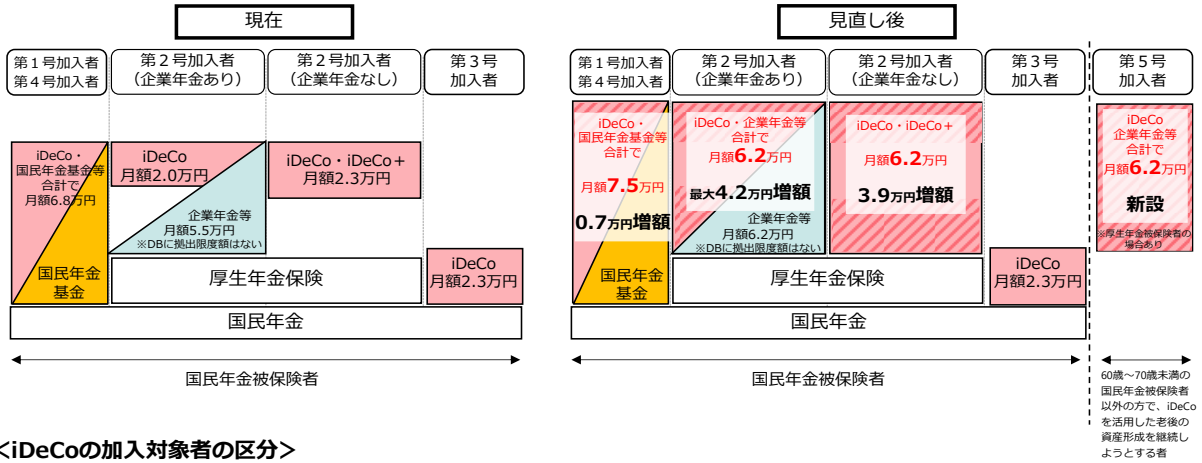 現在
第１号加入者
第４号加入者
第２号加入者
（企業年金あり）
第２号加入者
（企業年金なし）
第３号
加入者
iDeCo・
国民年金基金等
合計で
月額6.8万円
国民年金
基金
iDeCo
月額2.0万円
企業年金等
月額5.5万円
※DBに拠出限度額はない
iDeCo・iDeCo＋
月額2.3万円
厚生年金保険
iDeCo
月額2.3万円
国民年金
国民年金被保険者
見直し後
第１号加入者
第４号加入者
第２号加入者
（企業年金あり）
第２号加入者
（企業年金なし）
第３号
加入者
第５号
加入者
iDeCo・
国民年金基金等
合計で
月額7.5万円
0.7万円増額
国民年金
基金
iDeCo・企業年金等
合計で
月額6.2万円
最大4.2万円増額
企業年金等
月額6.2万円
※DBに拠出限度額はない
iDeCo・iDeCo＋
月額6.2万円
3.9万円増額
厚生年金保険
iDeCo
月額2.3万円
国民年金
国民年金被保険者
iDeCo
企業年金等
合計で
月額6.2万円
新設
※厚生年金被保険者の
場合あり
60歳～70歳未満の
国民年金被保険者
以外の方で、iDeCo
を活用した老後の
資産形成を継続し
ようとする者
＜iDeCoの加入対象者の区分＞